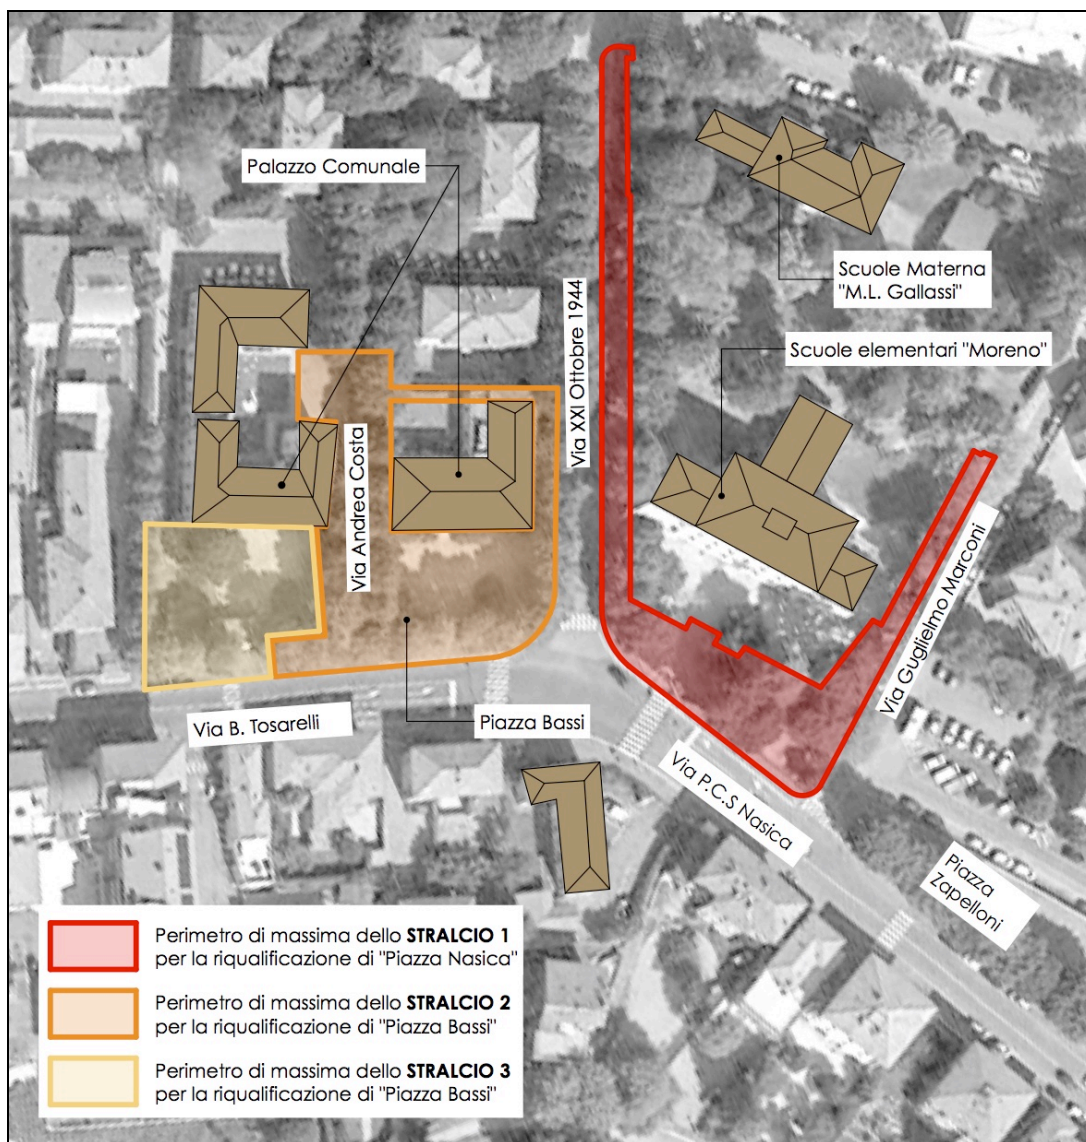 Palazzo Comunale
Scuole Materna
"M.L. Gallassi"
Via XXI Ottobre 1944
Scuole elementari "Moreno"
Via Andrea Costa
Via Guglielmo Marconi
Via B. Tosarelli
Piazza Bassi
Via P.C.S Nasica
Piazza
Zapelloni
Perimetro di massima dello STRALCIO 1
per la riqualificazione di "Piazza Nasica"
Perimetro di massima dello STRALCIO 2
per la riqualificazione di "Piazza Bassi"
Perimetro di massima dello STRALCIO 3
per la riqualificazione di "Piazza Bassi"